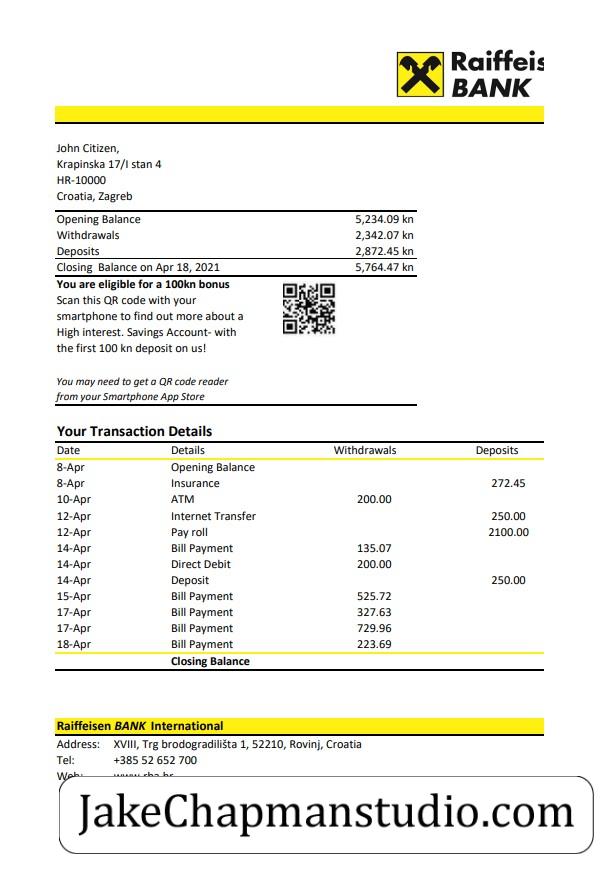 Raiffeis
BANK
John Citizen,
Krapinska 17/I stan 4
HR-10000
Croatia, Zagreb
Opening Balance 5,234.09 kn
Withdrawals 2,342.07 kn
Deposits 2,872.45 kn
Closing Balance on Apr 18, 2021 5,764.47 kn
You are eligible for a 100kn bonus
Scan this QR code with your
smartphone to find out more about a
High interest. Savings Account- with
the first 100 kn deposit on us!
You may need to get a QR code reader
from your Smartphone App Store
Your Transaction Details
Date Details Withdrawals Deposits
8-Apr Opening Balance
8-Apr Insurance 272.45
10-Apr ATM 200.00
12-Apr Internet Transfer 250.00
12-Apr Pay roll 2100.00
14-Apr Bill Payment 135.07
14-Apr Direct Debit 200.00
14-Apr Deposit 250.00
15-Apr Bill Payment 525.72
17-Apr Bill Payment 327.63
17-Apr Bill Payment 729.96
18-Apr Bill Payment 223.69
Closing Balance
Raiffeisen BANK International
Address: XVIII, Trg brodogradilišta 1, 52210, Rovinj, Croatia
Tel: +385 52 652 700
Web: www.rba.hr
JakeChapmanstudio.com